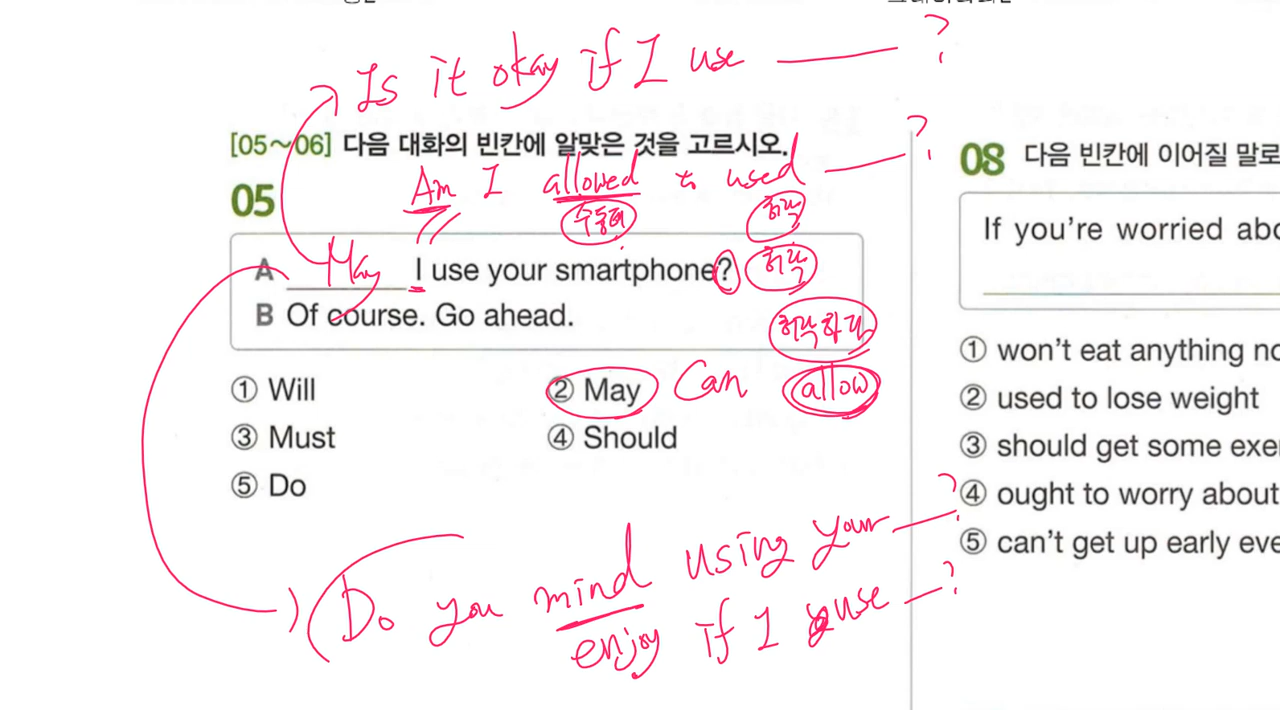 Is it okay if I use ?
[05~06] 다음 대화의 빈칸에 알맞은 것을 고르시오.
Am I allowed to used ?
수동태
허락
05
A May I use your smartphone? 허락
B Of course. Go ahead.
허락하다
① Will
② May Can allow
③ Must
④ Should
⑤ Do
Do you mind using your ?
enjoy if I use ?
08 다음 빈칸에 이어질 말로
If you're worried abo
① won't eat anything
② used to lose weight
③ should get some exe
④ ought to worry about
⑤ can't get up early eve